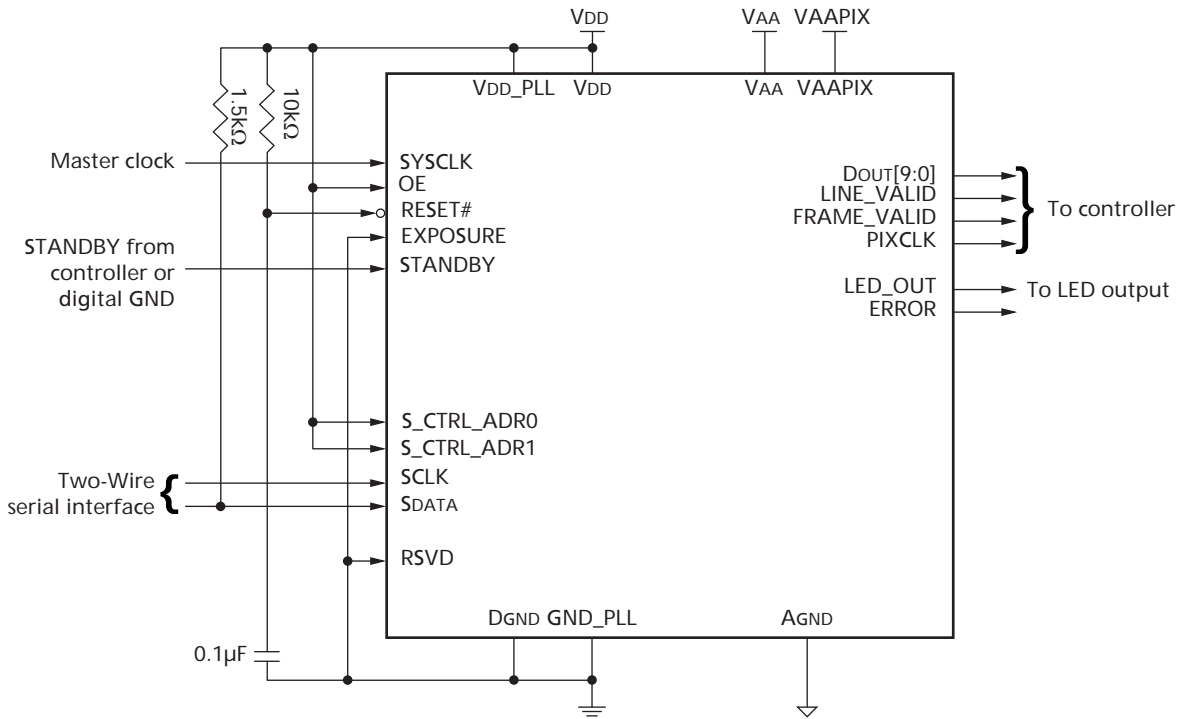 VDD
VAA VAAPIX
VDD_PLL VDD
VAA VAAPIX
1.5kΩ
10kΩ
Master clock
SYSCLK
OE
RESET#
EXPOSURE
STANDBY from
controller or
digital GND
STANDBY
DOUT[9:0]
LINE_VALID
FRAME_VALID
PIXCLK
To controller
LED_OUT
To LED output
ERROR
S_CTRL_ADR0
S_CTRL_ADR1
Two-Wire
serial interface
SCLK
SDATA
RSVD
DGND GND_PLL
AGND
0.1µF